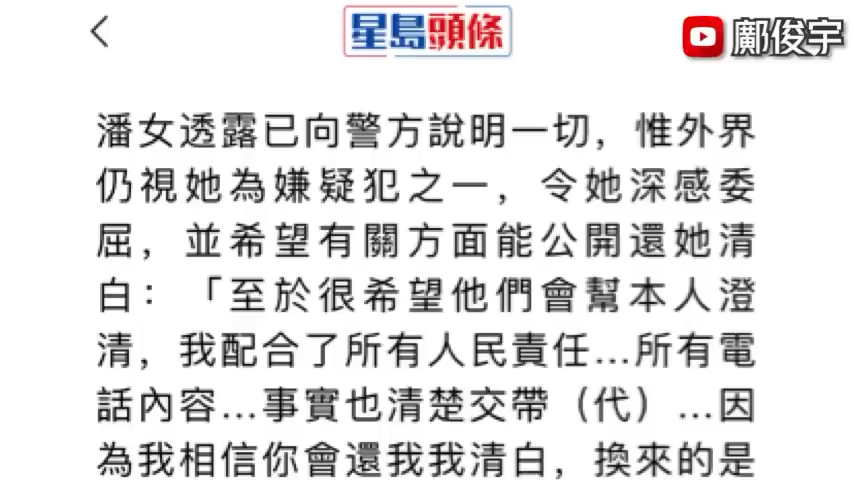 星島頭條
鄺俊宇
潘女透露已向警方說明一切，惟外界
仍視她為嫌疑犯之一，令她深感委
屈，並希望有關方面能公開還她清
白：「至於很希望他們會幫本人澄
清，我配合了所有人民責任...所有電
話內容...事實也清楚交帶（代）...因
為我相信你會還我我清白，換來的是